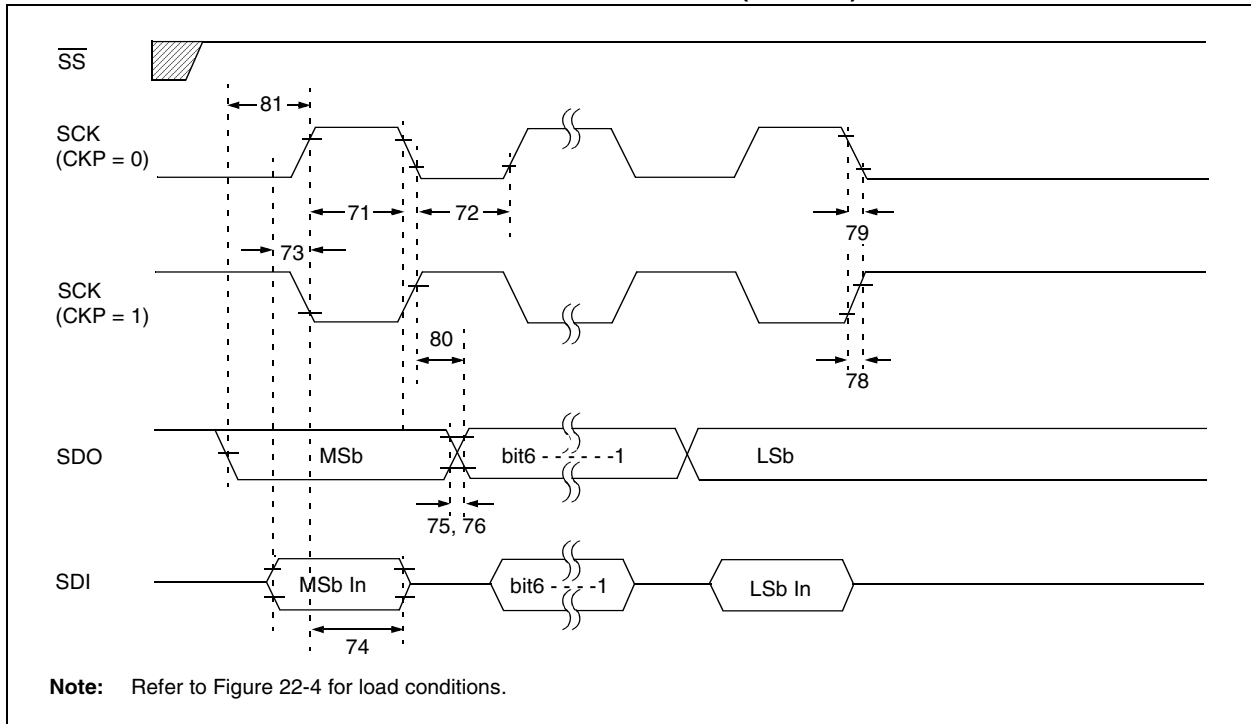 SS
81
SCK
(CKP = 0)
71
72
79
73
SCK
(CKP = 1)
80
78
SDO
MSb
bit6 - - - - - - -1
LSb
75, 76
SDI
MSb In
bit6 - - - - -1
LSb In
74
Note: Refer to Figure 22-4 for load conditions.